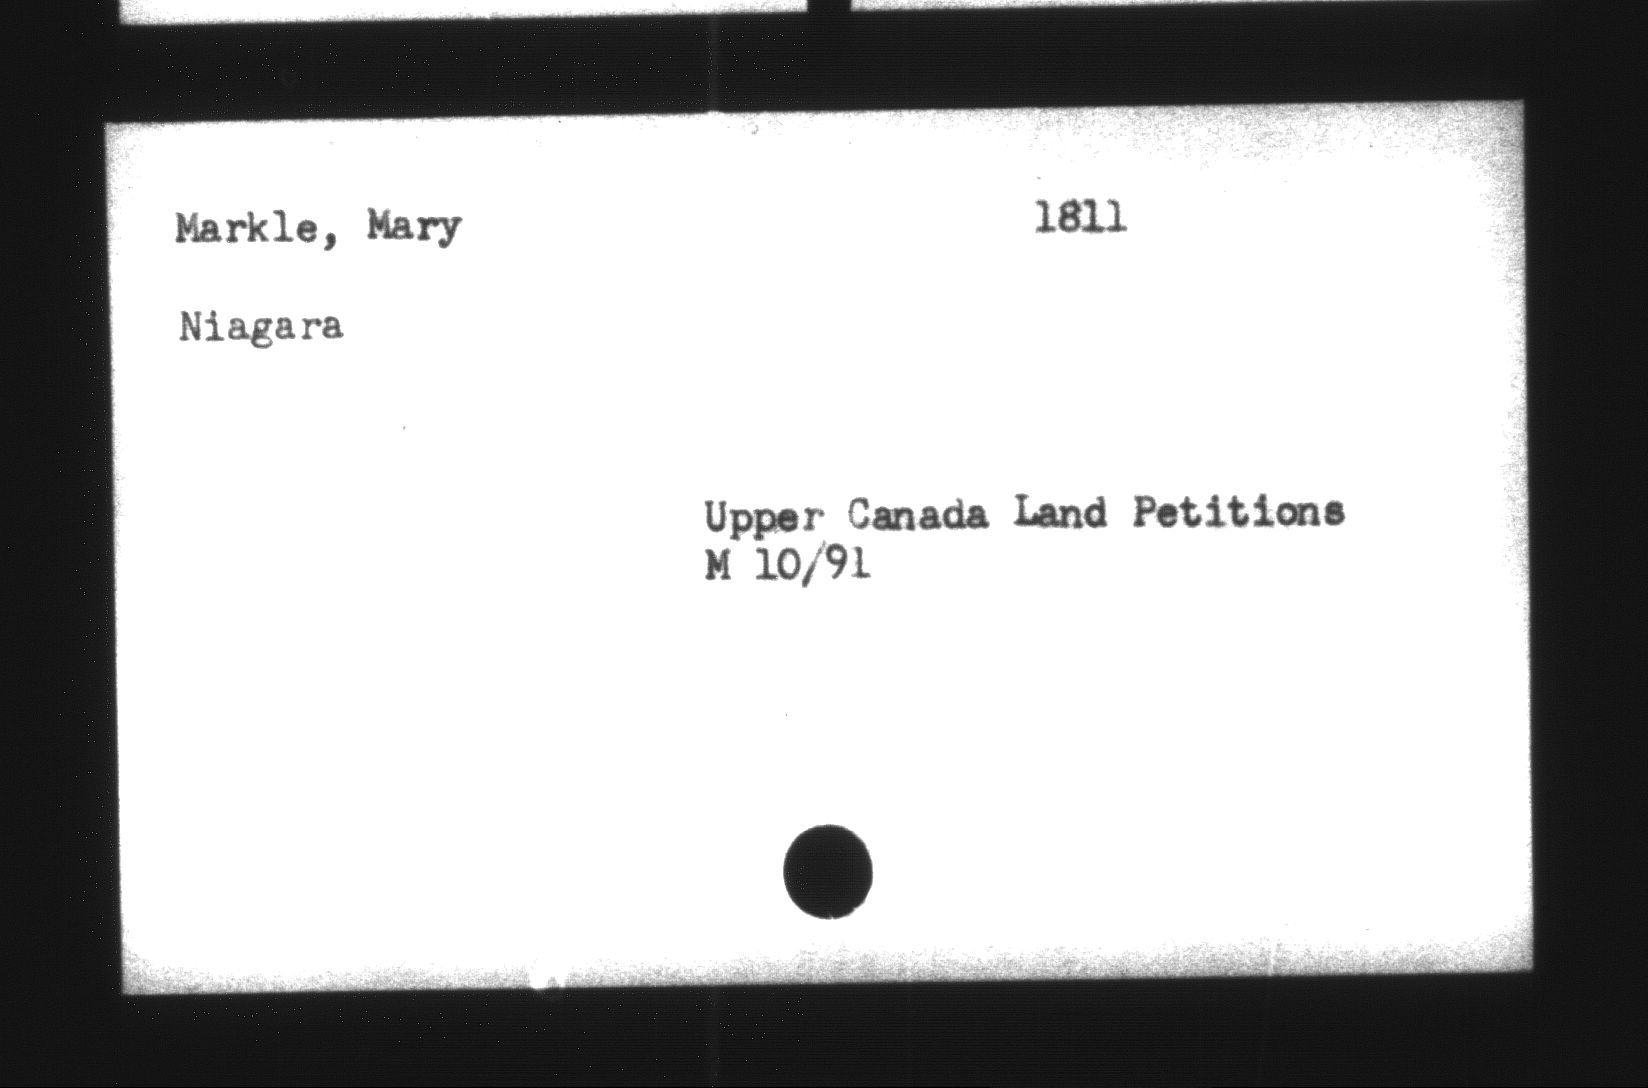 Markle, Mary 1811
Niagara
Upper Canada Land Petitions
M 10/91